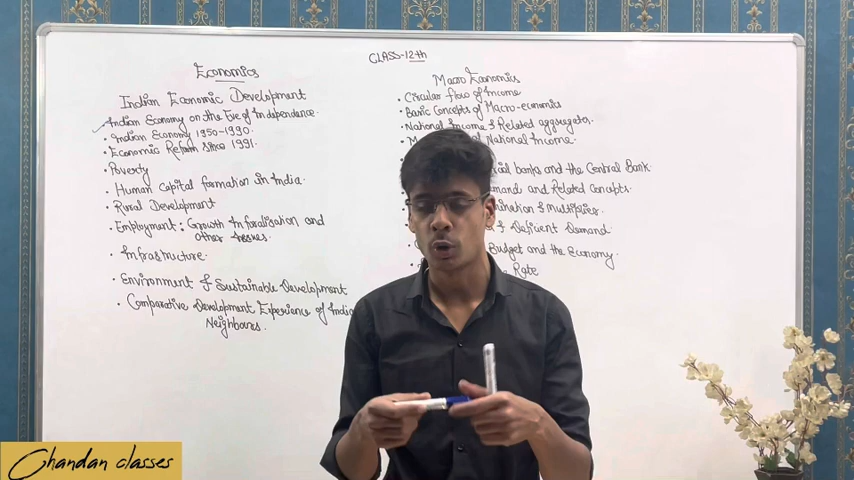 CLASS-12th
Economics
Indian Economic Development
Indian Economy on the Eve of Independence.
Indian Economy 1950-1990.
Economic Reform since 1991.
Poverty
Human Capital formation in India.
Rural Development
Employment: Growth Informalisation and
other issues.
Infrastructure.
Environment & Sustainable Development
Comparative Development Experience of India
Neighbours.
Macro Economics
Circular flow of Income
Basic Concepts of Macro-economics
National Income & Related aggregates.
National Income.
banks and the Central Bank
and Related Concepts.
& Multiplier.
& Deficient Demand.
Budget and the Economy.
Rate
Chandan classes